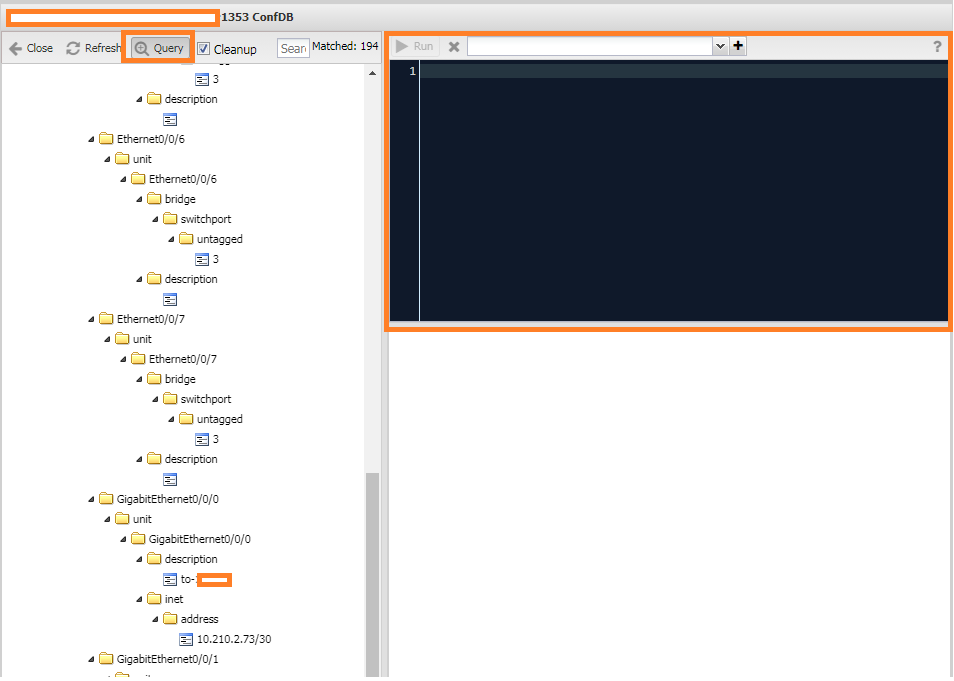 1353 ConfDB
Close Refresh Query Cleanup Sear Matched: 194 Run ?
1
3
description
Ethernet0/0/6
unit
Ethernet0/0/6
bridge
switchport
untagged
3
description
Ethernet0/0/7
unit
Ethernet0/0/7
bridge
switchport
untagged
3
description
GigabitEthernet0/0/0
unit
GigabitEthernet0/0/0
description
to-
inet
address
10.210.2.73/30
GigabitEthernet0/0/1